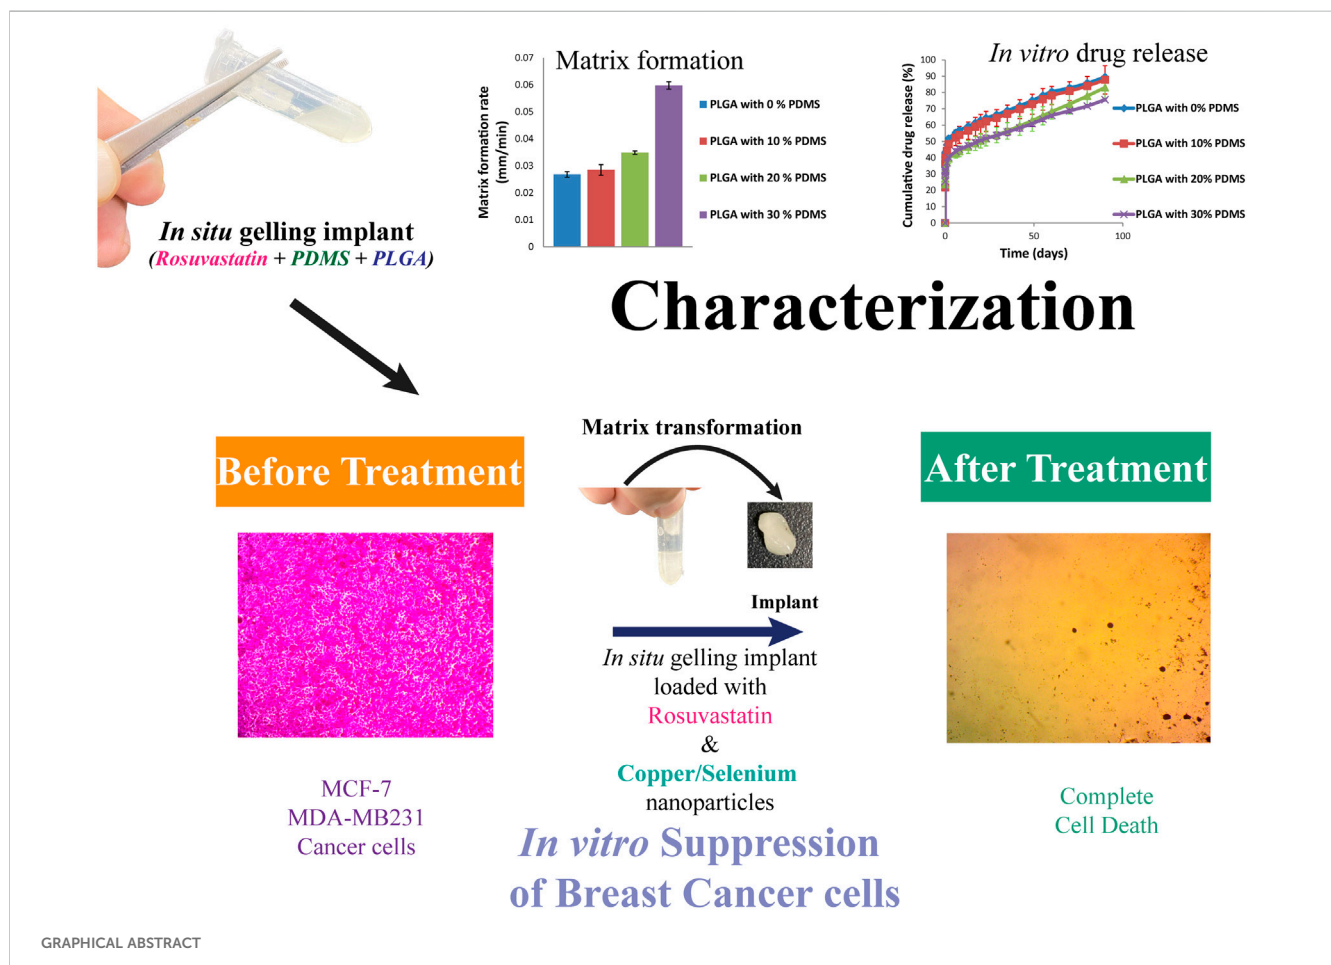 In situ gelling implant
(Rosuvastatin + PDMS + PLGA)
Matrix formation
Matrix formation rate
(mm/min)
0.07
0.06
0.05
0.04
0.03
0.02
0.01
0
PLGA with 0 % PDMS
PLGA with 10 % PDMS
PLGA with 20 % PDMS
PLGA with 30 % PDMS
In vitro drug release
Cumulative drug release (%)
100
90
80
70
60
50
40
30
20
10
0
0 50 100
Time (days)
PLGA with 0% PDMS
PLGA with 10% PDMS
PLGA with 20% PDMS
PLGA with 30% PDMS
Characterization
Before Treatment
MCF-7
MDA-MB231
Cancer cells
Matrix transformation
Implant
In situ gelling implant
loaded with
Rosuvastatin
&
Copper/Selenium
nanoparticles
After Treatment
Complete
Cell Death
In vitro Suppression
of Breast Cancer cells
GRAPHICAL ABSTRACT